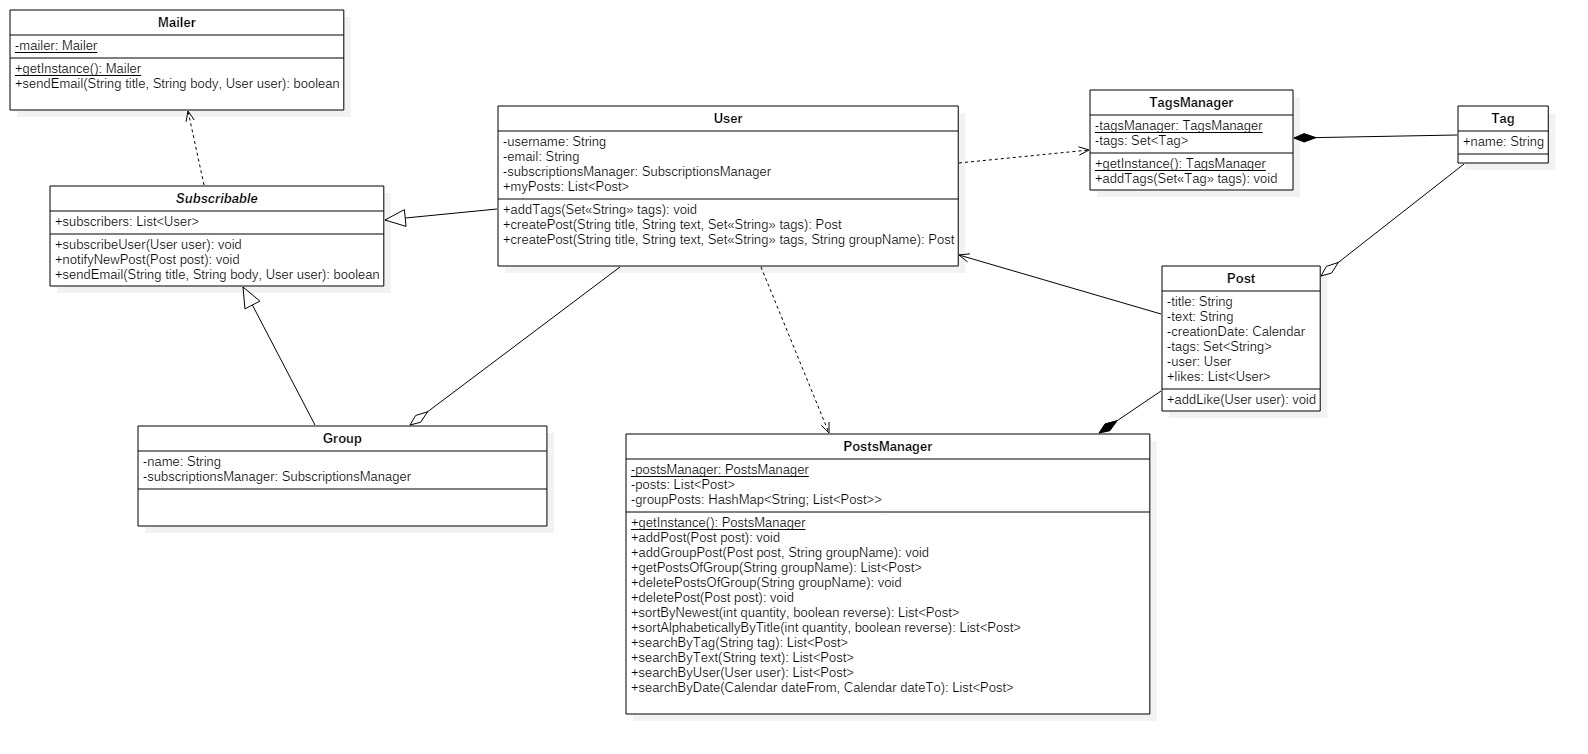 Mailer
-mailer: Mailer
+getInstance(): Mailer
+sendEmail(String title, String body, User user): boolean
Subscribable
+subscribers: List<User>
+subscribeUser(User user): void
+notifyNewPost(Post post): void
+sendEmail(String title, String body, User user): boolean
User
-username: String
-email: String
-subscriptionsManager: SubscriptionsManager
+myPosts: List<Post>
+addTags(Set«String» tags): void
+createPost(String title, String text, Set«String» tags): Post
+createPost(String title, String text, Set«String» tags, String groupName): Post
TagsManager
-tagsManager: TagsManager
-tags: Set<Tag>
+getInstance(): TagsManager
+addTags(Set«Tag» tags): void
Tag
+name: String
Post
-title: String
-text: String
-creationDate: Calendar
-tags: Set<String>
-user: User
+likes: List<User>
+addLike(User user): void
Group
-name: String
-subscriptionsManager: SubscriptionsManager
PostsManager
-postsManager: PostsManager
-posts: List<Post>
-groupPosts: HashMap<String; List<Post>>
+getInstance(): PostsManager
+addPost(Post post): void
+addGroupPost(Post post, String groupName): void
+getPostsOfGroup(String groupName): List<Post>
+deletePostsOfGroup(String groupName): void
+deletePost(Post post): void
+sortByNewest(int quantity, boolean reverse): List<Post>
+sortAlphabeticallyByTitle(int quantity, boolean reverse): List<Post>
+searchByTag(String tag): List<Post>
+searchByText(String text): List<Post>
+searchByUser(User user): List<Post>
+searchByDate(Calendar dateFrom, Calendar dateTo): List<Post>